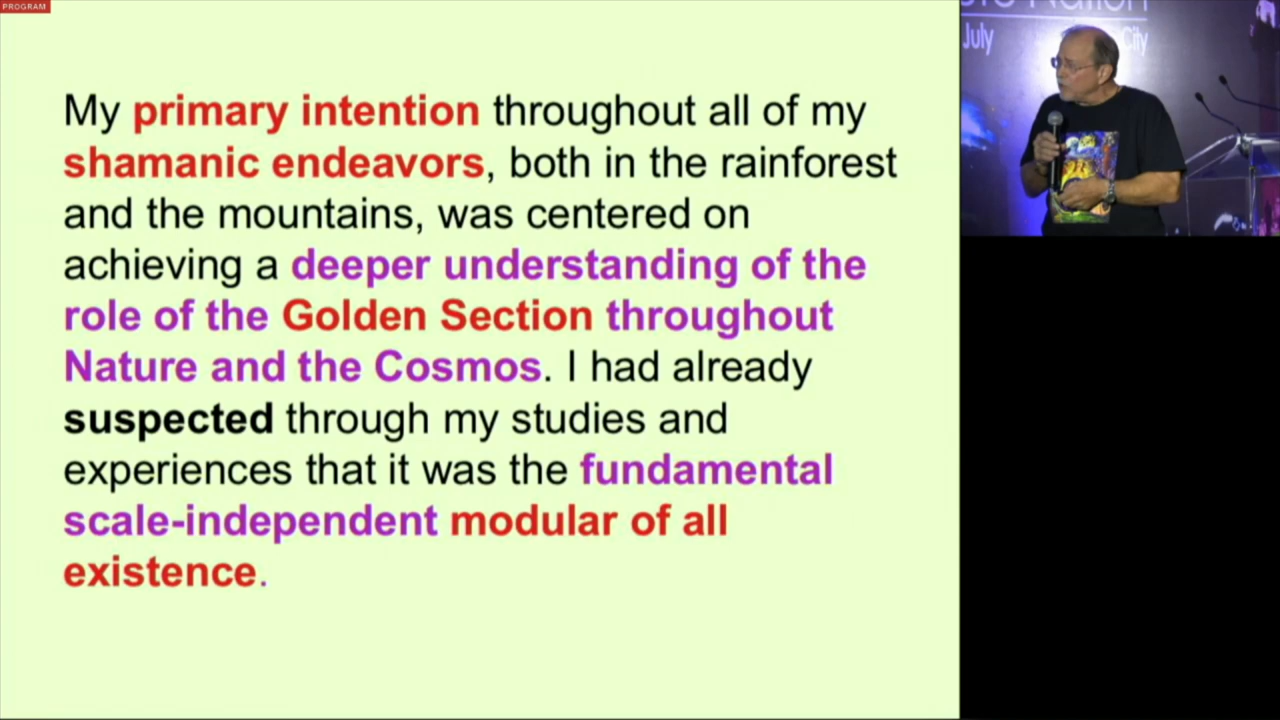 PROGRAM
My primary intention throughout all of my
shamanic endeavors, both in the rainforest
and the mountains, was centered on
achieving a deeper understanding of the
role of the Golden Section throughout
Nature and the Cosmos. I had already
suspected through my studies and
experiences that it was the fundamental
scale-independent modular of all
existence.
July
City